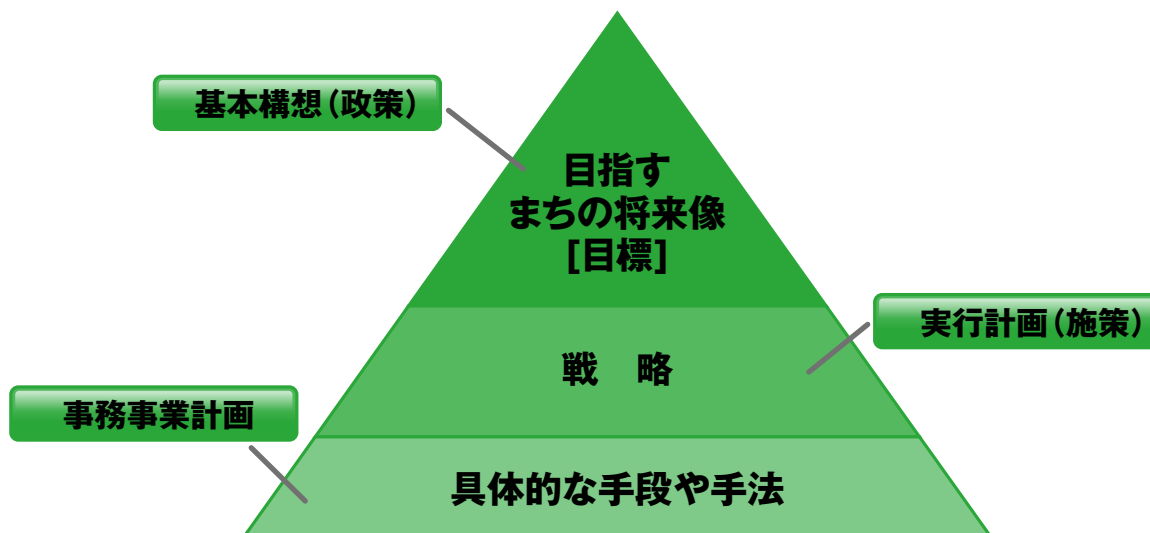 基本構想(政策)
目指す
まちの将来像
[目標]
実行計画(施策)
戦　略
事務事業計画
具体的な手段や手法